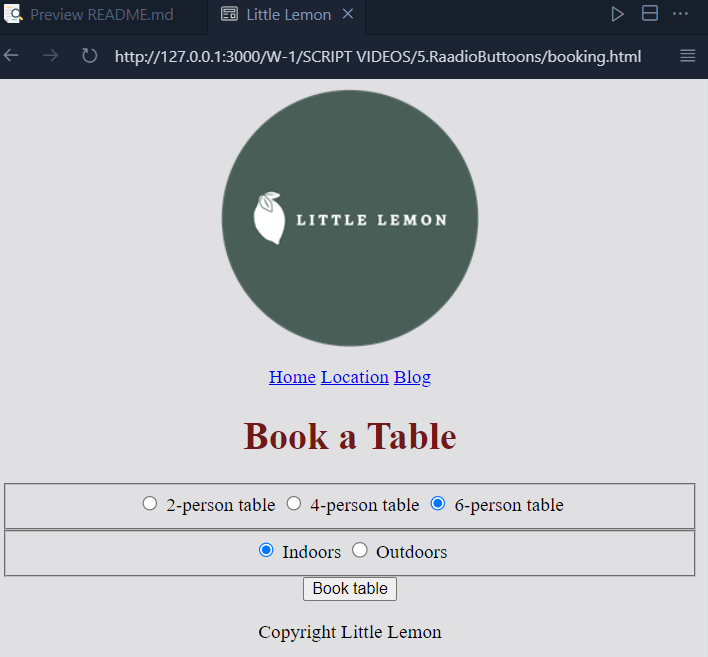 Preview README.md Little Lemon
http://127.0.0.1:3000/W-1/SCRIPT VIDEOS/5.RaadioButtoons/booking.html
LITTLE LEMON
Home Location Blog
Book a Table
2-person table 4-person table 6-person table
Indoors Outdoors
Book table
Copyright Little Lemon